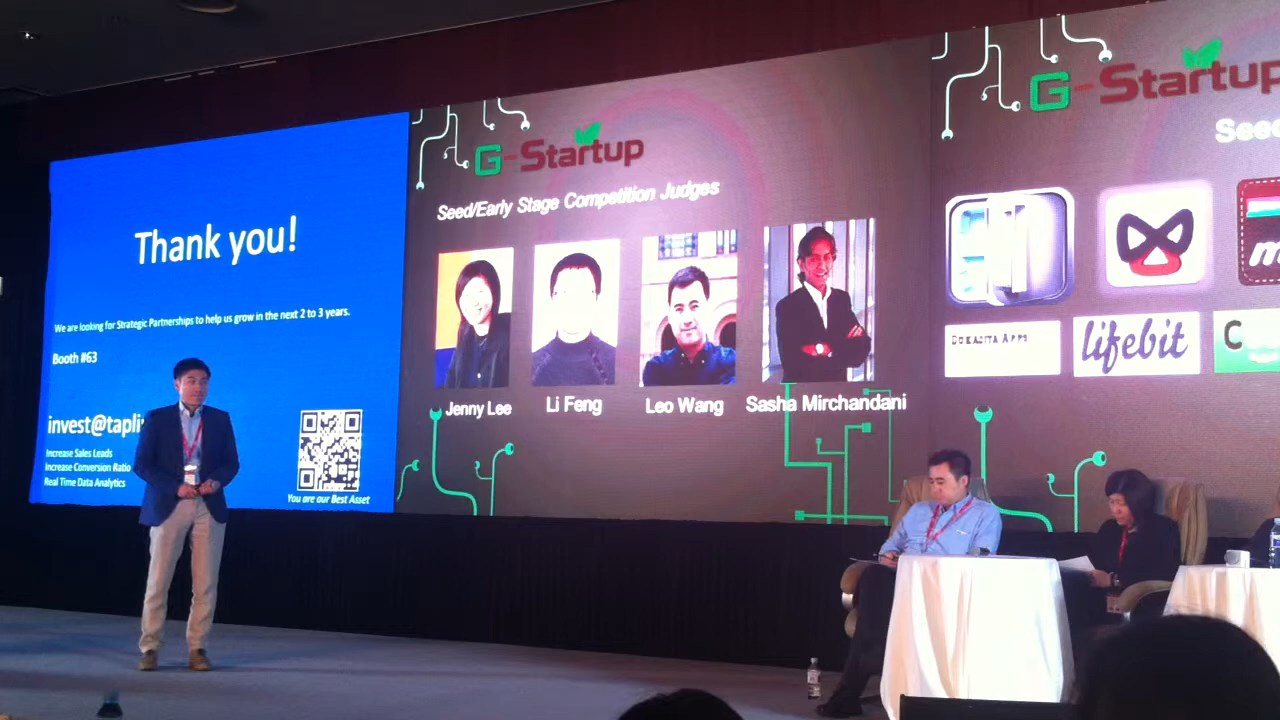 Thank you!
We are looking for Strategic Partnerships to help us grow in the next 2 to 3 years.
Booth #63
invest@tapli
Increase Sales Leads
Increase Conversion Ratio
Real Time Data Analytics
You are our Best Asset
G-Startup
Seed/Early Stage Competition Judges
Jenny Lee
Li Feng
Leo Wang
Sasha Mirchandani
G-Startup
Seed
lifebit
C